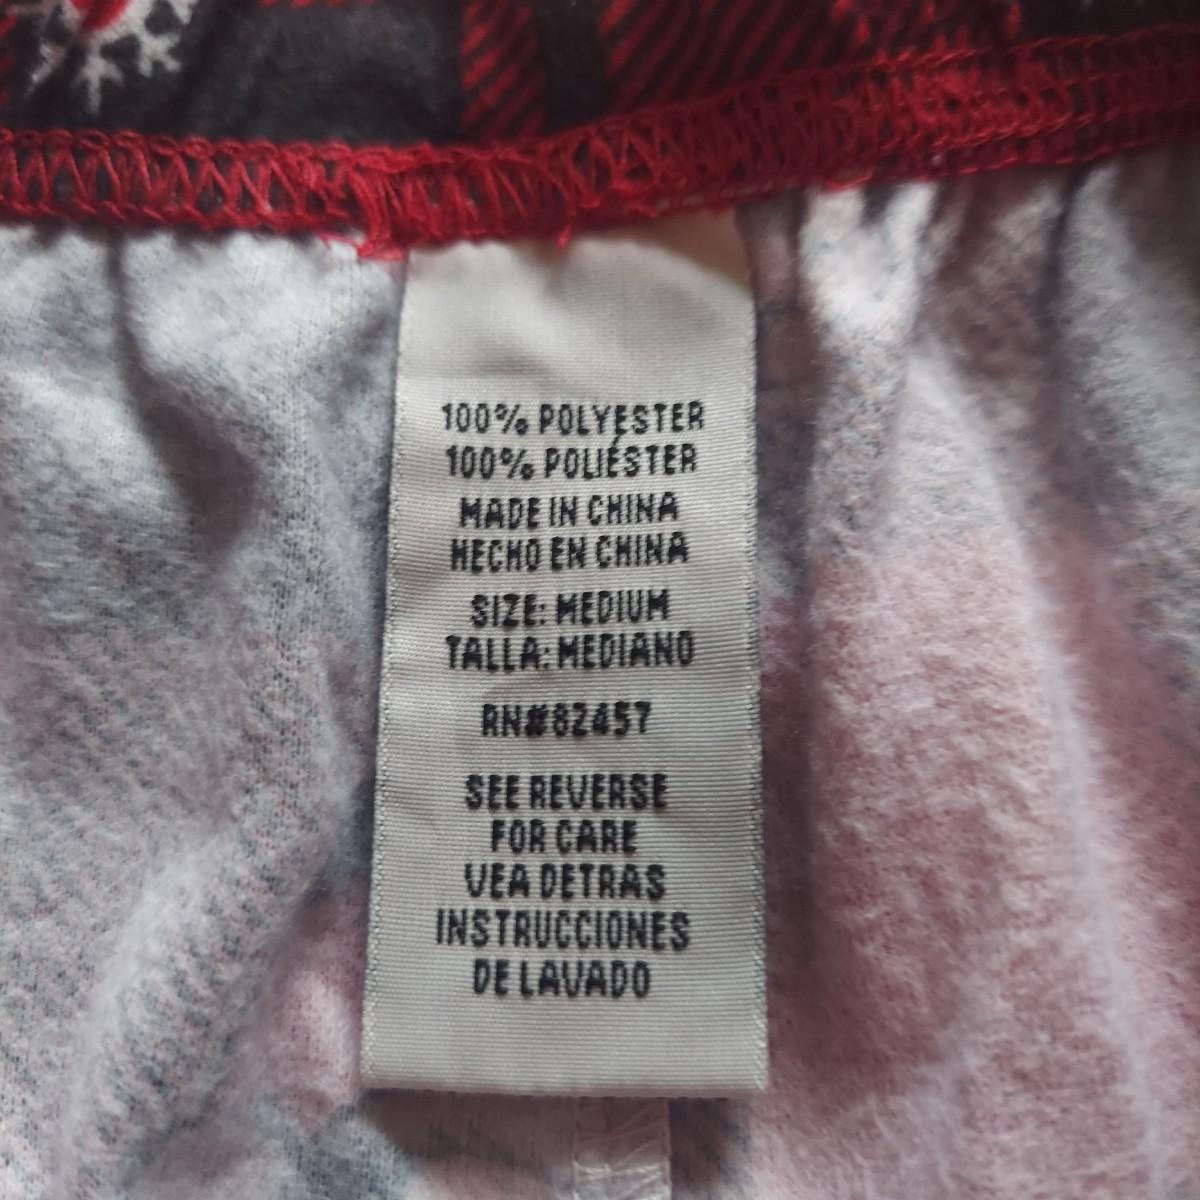 100% POLYESTER
100% POLIÉSTER
MADE IN CHINA
HECHO EN CHINA
SIZE: MEDIUM
TALLA: MEDIANO
RN#82457
SEE REVERSE
FOR CARE
VEA DETRAS
INSTRUCCIONES
DE LAVADO